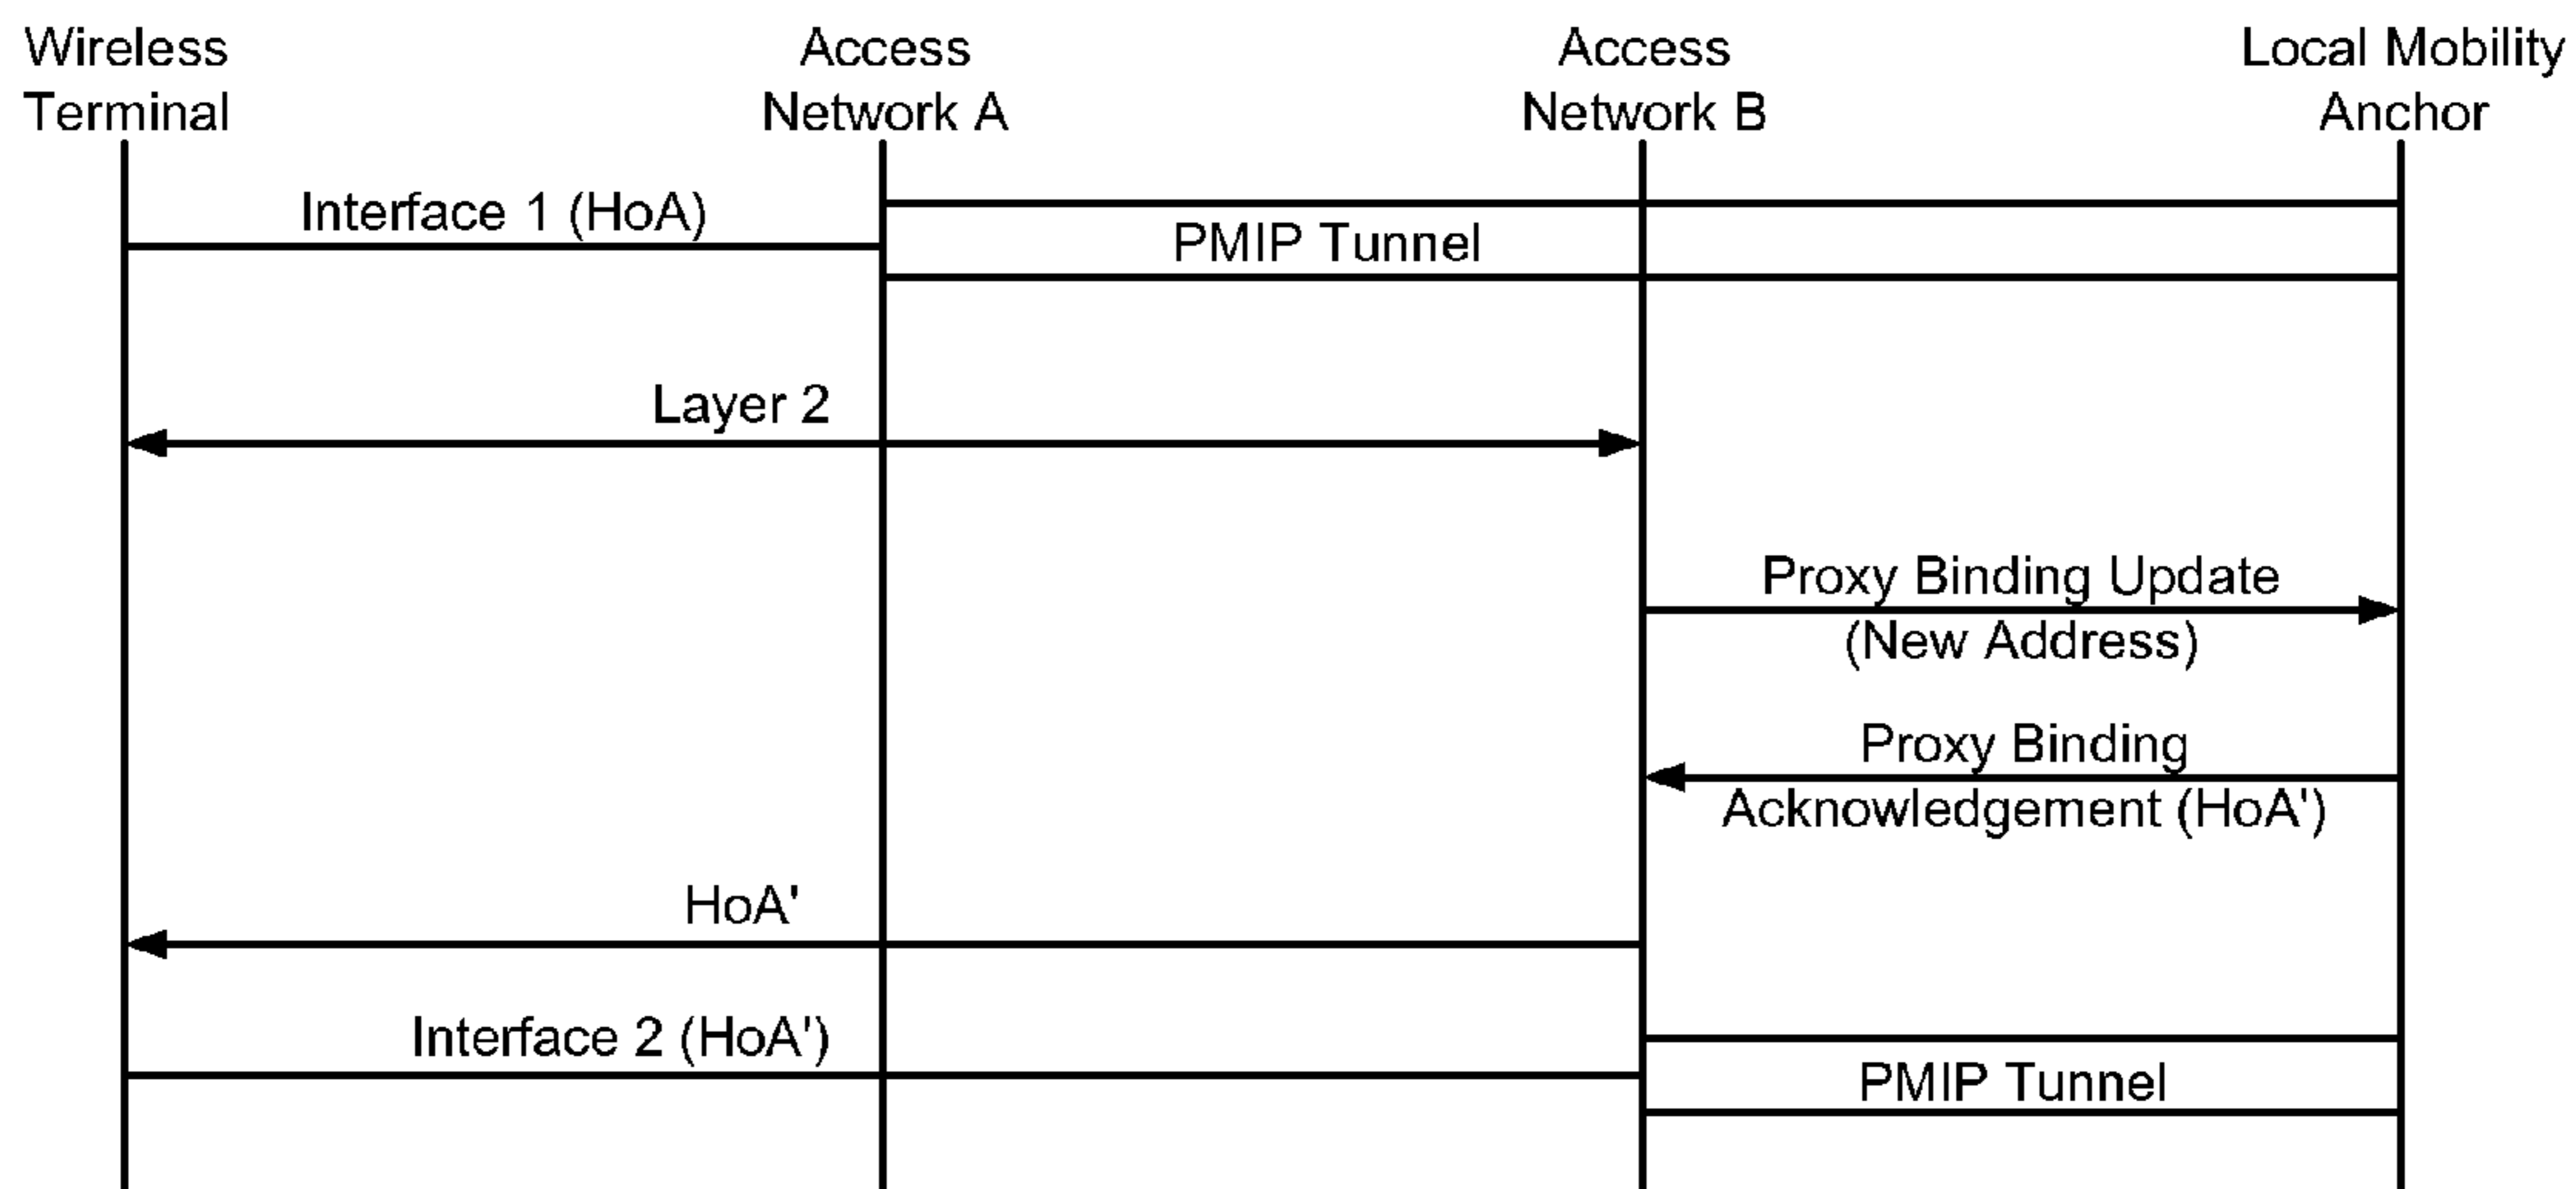 Wireless
Terminal
Access
Network A
Access
Network B
Local Mobility
Anchor
Interface 1 (HoA)
PMIP Tunnel
Layer 2
Proxy Binding Update
(New Address)
Proxy Binding
Acknowledgement (HoA')
HoA'
Interface 2 (HoA')
PMIP Tunnel